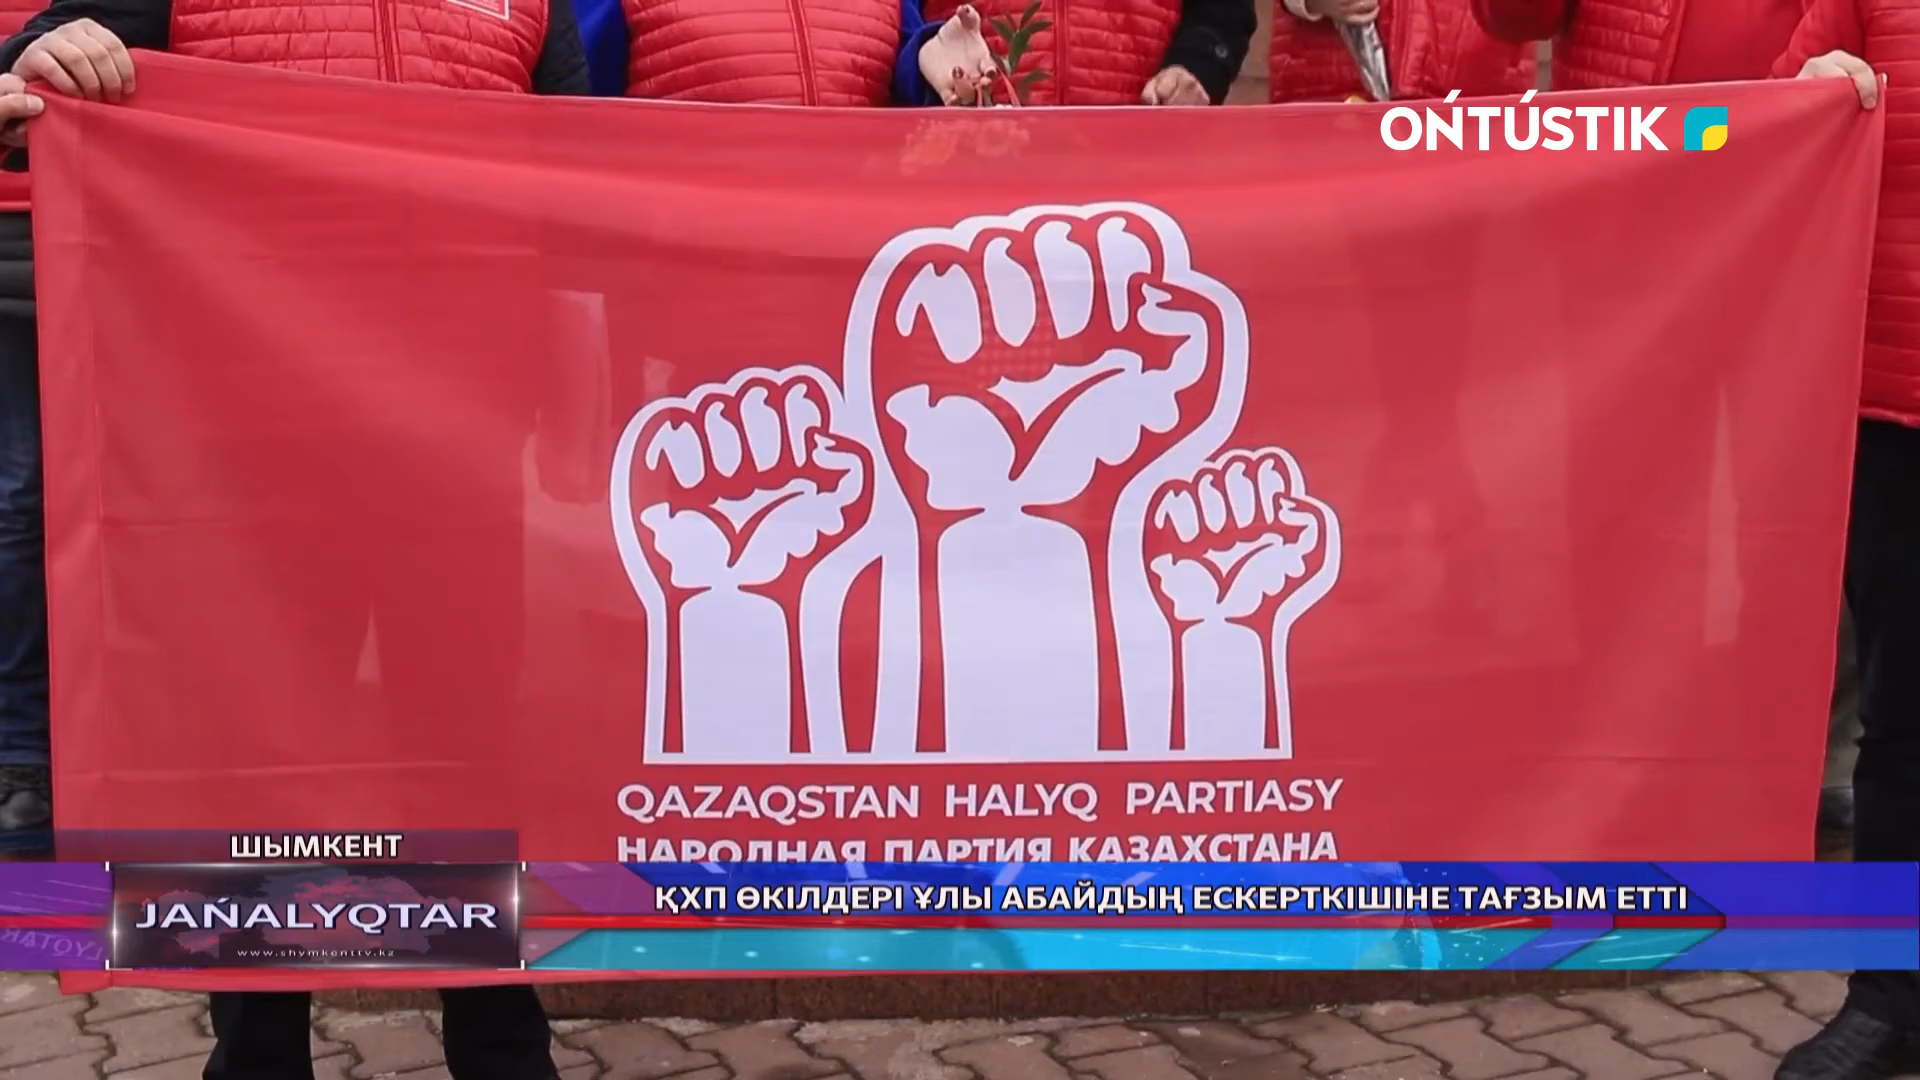 OŃTÚSTIK
QAZAQSTAN HALYQ PARTIASY
НАРОДНАЯ ПАРТИЯ КАЗАХСТАНА
ШЫМКЕНТ
JAŃALYQTAR
www.shymkenttv.kz
ҚХП ӨКІЛДЕРІ ҰЛЫ АБАЙДЫҢ ЕСКЕРТКІШІНЕ ТАҒЗЫМ ЕТТІ
LYQTAR